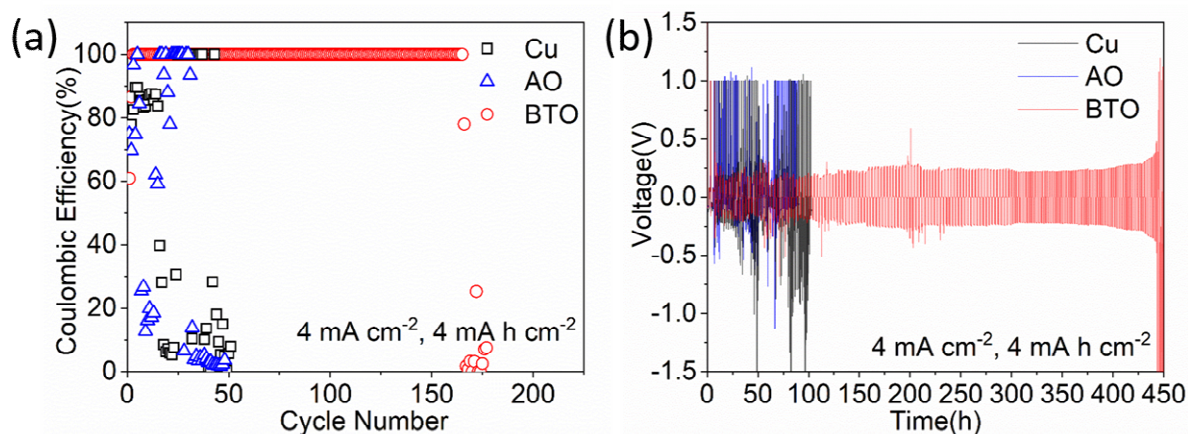 (a)
Coulombic Efficiency(%)
100
80
60
40
20
0
Cu
AO
BTO
4 mA cm-2, 4 mA h cm-2
0 50 100 150 200
Cycle Number
(b)
Voltage(V)
1.5
1.0
0.5
0.0
-0.5
-1.0
-1.5
Cu
AO
BTO
4 mA cm-2, 4 mA h cm-2
0 50 100 150 200 250 300 350 400 450
Time(h)